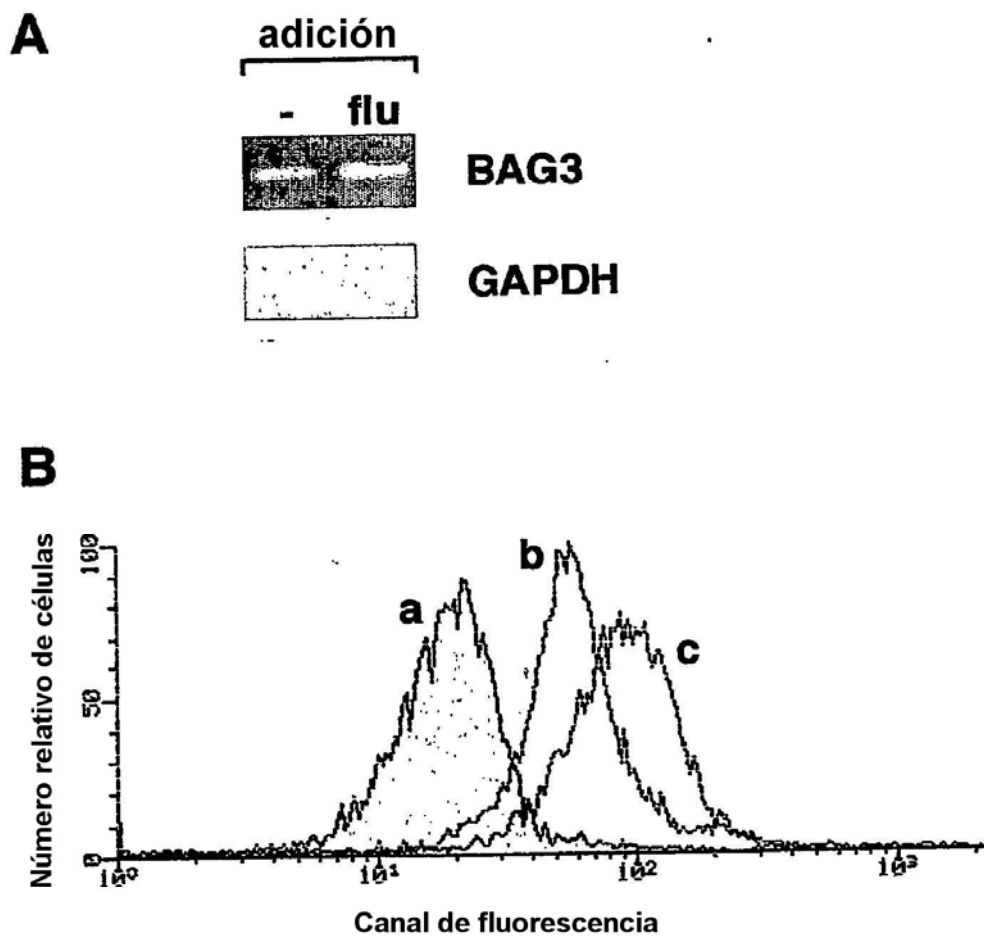 A
adición
- flu
BAG3
GAPDH
B
Número relativo de células
100
50
0
a
b
c
10⁰ 10¹ 10² 10³
Canal de fluorescencia